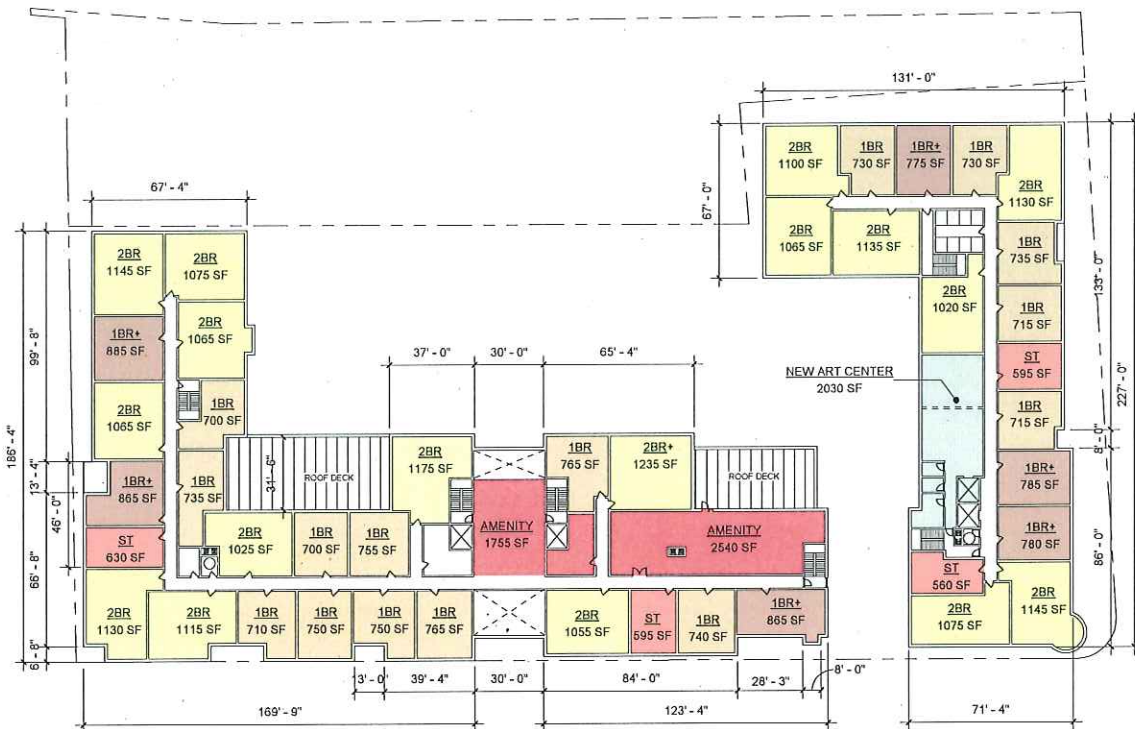 131' - 0"
2BR
1100 SF
1BR
730 SF
1BR+
775 SF
1BR
730 SF
2BR
1130 SF
67' - 0"
67' - 4"
2BR
1065 SF
2BR
1135 SF
1BR
735 SF
133' - 0"
2BR
1145 SF
2BR
1075 SF
2BR
1020 SF
1BR
715 SF
1BR+
885 SF
2BR
1065 SF
99' - 8"
37' - 0"
30' - 0"
65' - 4"
NEW ART CENTER
2030 SF
ST
595 SF
227' - 0"
2BR
1065 SF
1BR
700 SF
1BR
715 SF
8' - 0"
186' - 4"
2BR
1175 SF
1BR
765 SF
2BR+
1235 SF
31' - 6"
ROOF DECK
ROOF DECK
13' - 4"
1BR+
865 SF
1BR
735 SF
1BR+
785 SF
46' - 0"
AMENITY
1755 SF
AMENITY
2540 SF
1BR+
780 SF
86' - 0"
ST
630 SF
2BR
1025 SF
1BR
700 SF
1BR
755 SF
66' - 8"
ST
560 SF
2BR
1130 SF
2BR
1115 SF
1BR
710 SF
1BR
750 SF
1BR
750 SF
1BR
765 SF
2BR
1055 SF
ST
595 SF
1BR
740 SF
1BR+
865 SF
2BR
1075 SF
2BR
1145 SF
6' - 8"
39' - 4"
30' - 0"
84' - 0"
28' - 3"
8' - 0"
169' - 9"
123' - 4"
71' - 4"